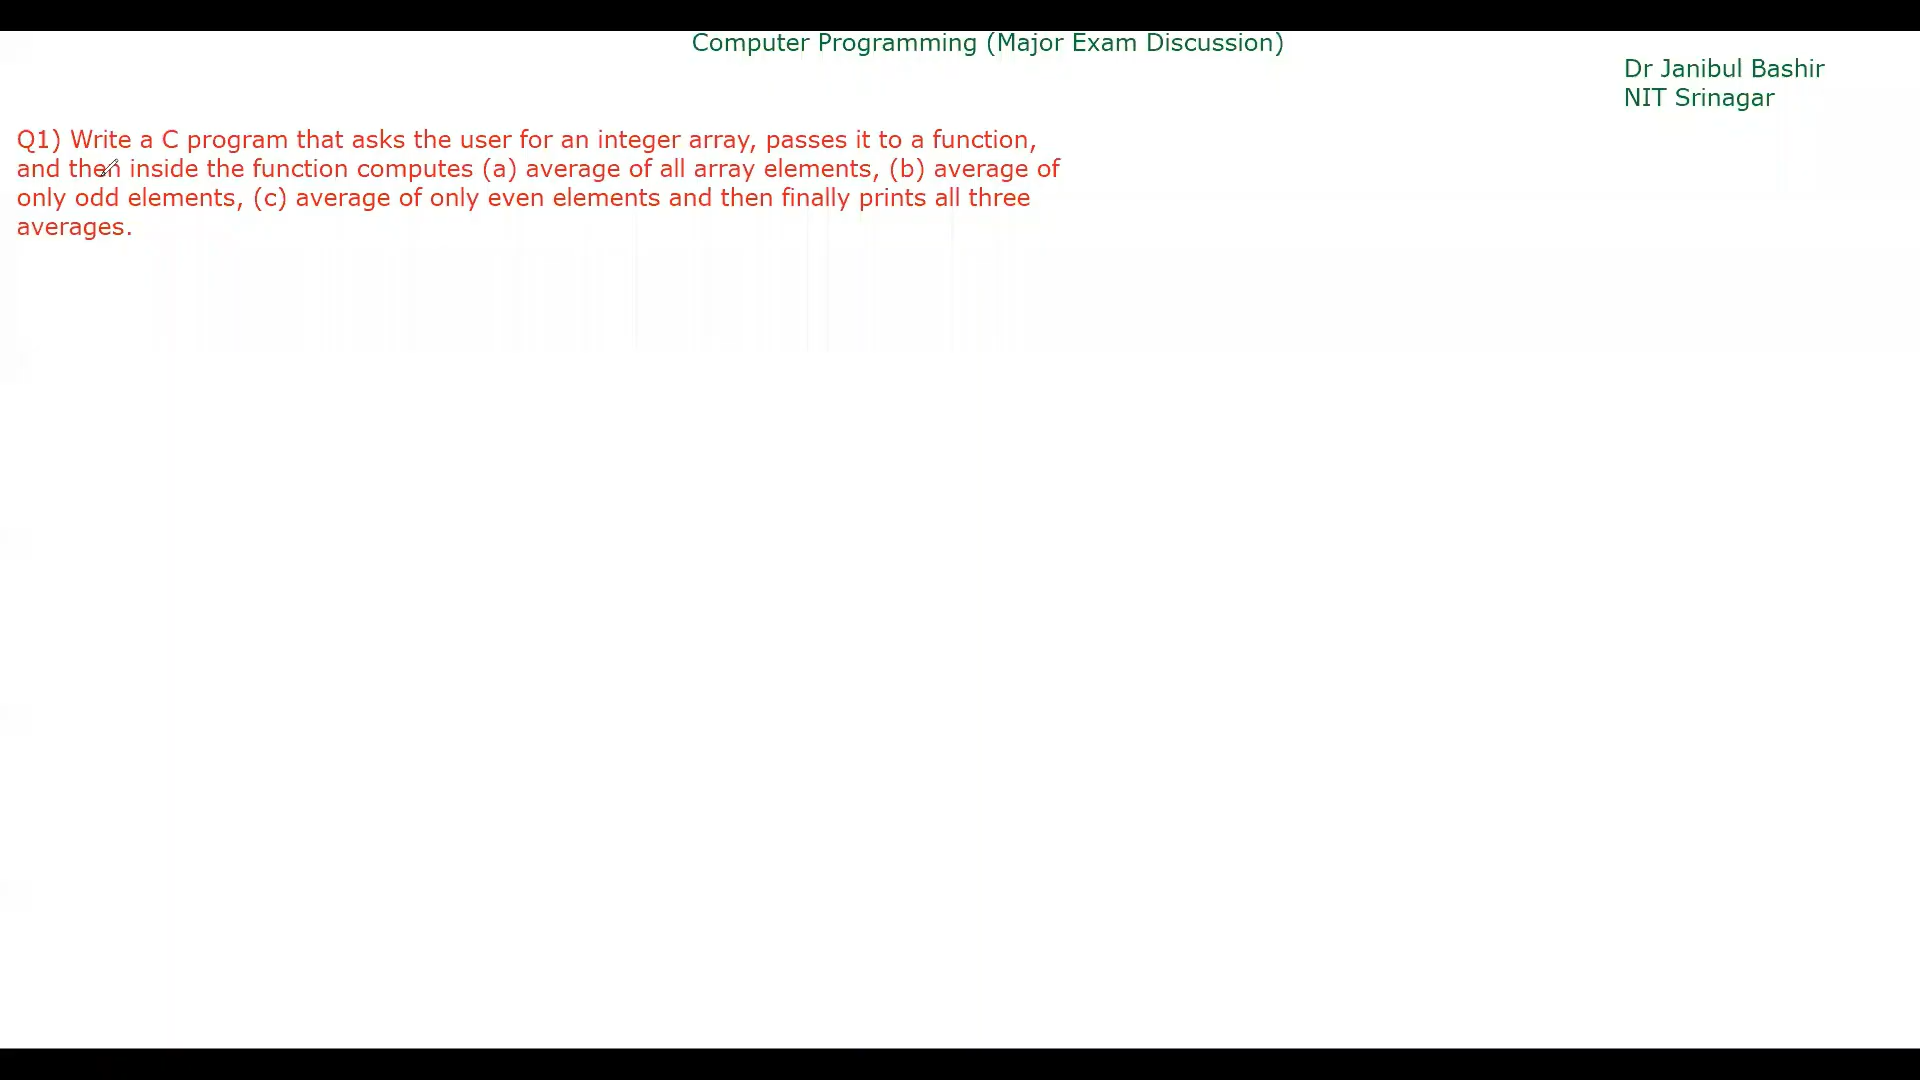 Computer Programming (Major Exam Discussion)
Dr Janibul Bashir
NIT Srinagar
Q1) Write a C program that asks the user for an integer array, passes it to a function,
and then inside the function computes (a) average of all array elements, (b) average of
only odd elements, (c) average of only even elements and then finally prints all three
averages.